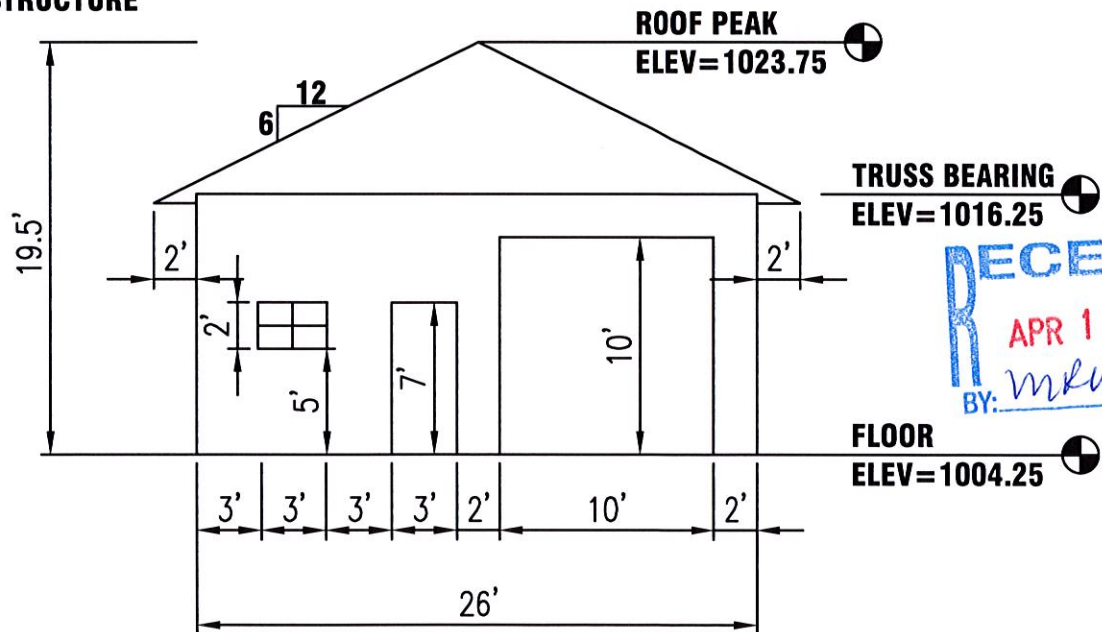 STRUCTURE
ROOF PEAK
ELEV=1023.75
12
6
TRUSS BEARING
ELEV=1016.25
19.5'
2'
2'
2'
10'
7'
5'
APR 1
BY:
FLOOR
ELEV=1004.25
3' 3' 3' 3' 2' 10' 2'
26'